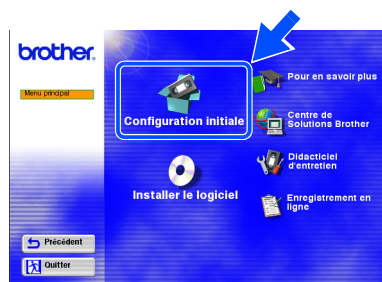 brother.
Menu principal
Configuration initiale
Installer le logiciel
Pour en savoir plus
Centre de
Solutions Brother
Didacticiel
d'entretien
Enregistrement en
ligne
Précédent
Quitter